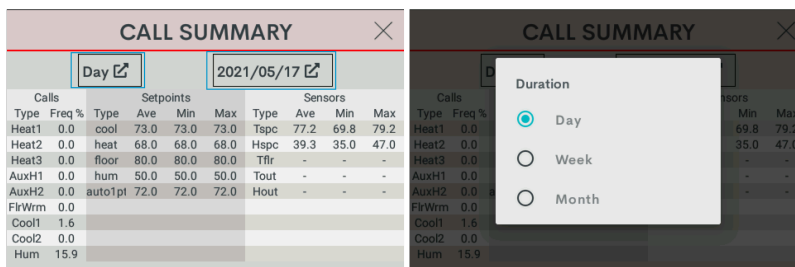 CALL SUMMARY
Day 2021/05/17
Calls Setpoints Sensors
Type Freq % Type Ave Min Max Type Ave Min Max
Heat1 0.0 cool 73.0 73.0 73.0 Tspc 77.2 69.8 79.2
Heat2 0.0 heat 68.0 68.0 68.0 Hspc 39.3 35.0 47.0
Heat3 0.0 floor 80.0 80.0 80.0 Tflr - - -
AuxH1 0.0 hum 50.0 50.0 50.0 Tout - - -
AuxH2 0.0 auto1pt 72.0 72.0 72.0 Hout - - -
FlrWrm 0.0
Cool1 1.6
Cool2 0.0
Hum 15.9
CALL SUMMARY
Calls
Type Freq % Min
Heat1 0.0 69.8 79.2
Heat2 0.0 35.0 47.0
Heat3 0.0 - -
AuxH1 0.0 - -
AuxH2 0.0 - -
FlrWrm 0.0
Cool1 1.6
Cool2 0.0
Hum 15.9
Duration
Day
Week
Month